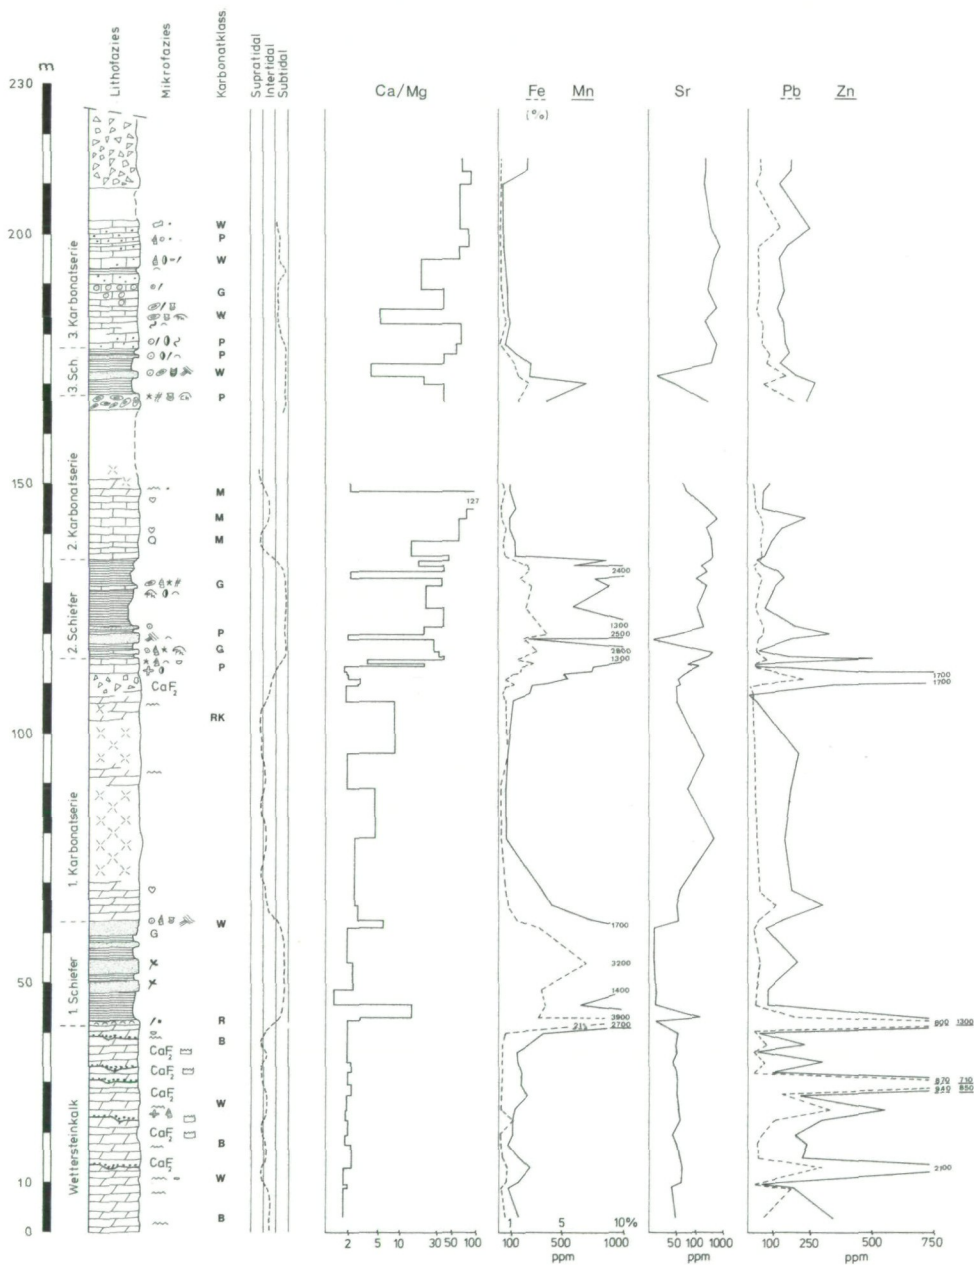 m
Lithofazies
Mikrofazies
Karbonatklass.
Supratidal
Intertidal
Subtidal
Ca/Mg
Fe Mn
(%)
Sr
Pb Zn
230
200
150
100
50
10
0
3. Karbonatserie
3. Sch.
2. Karbonatserie
2. Schiefer
1. Karbonatserie
1. Schiefer
Wettersteinkalk
W
P
W
G
W
P
P
W
P
M
M
M
G
P
G
P
RK
W
R
B
W
B
W
B
CaF2
G
CaF2
CaF2
CaF2
CaF2
CaF2
127
2400
1300
2500
2800
1200
1700
3200
1400
3900
2700
21%
1700
1700
800 1300
870 710
940 850
2100
2 5 10 30 50 100
1 5 10%
100 500 1000
ppm
50 100 1000
ppm
100 500 750
ppm